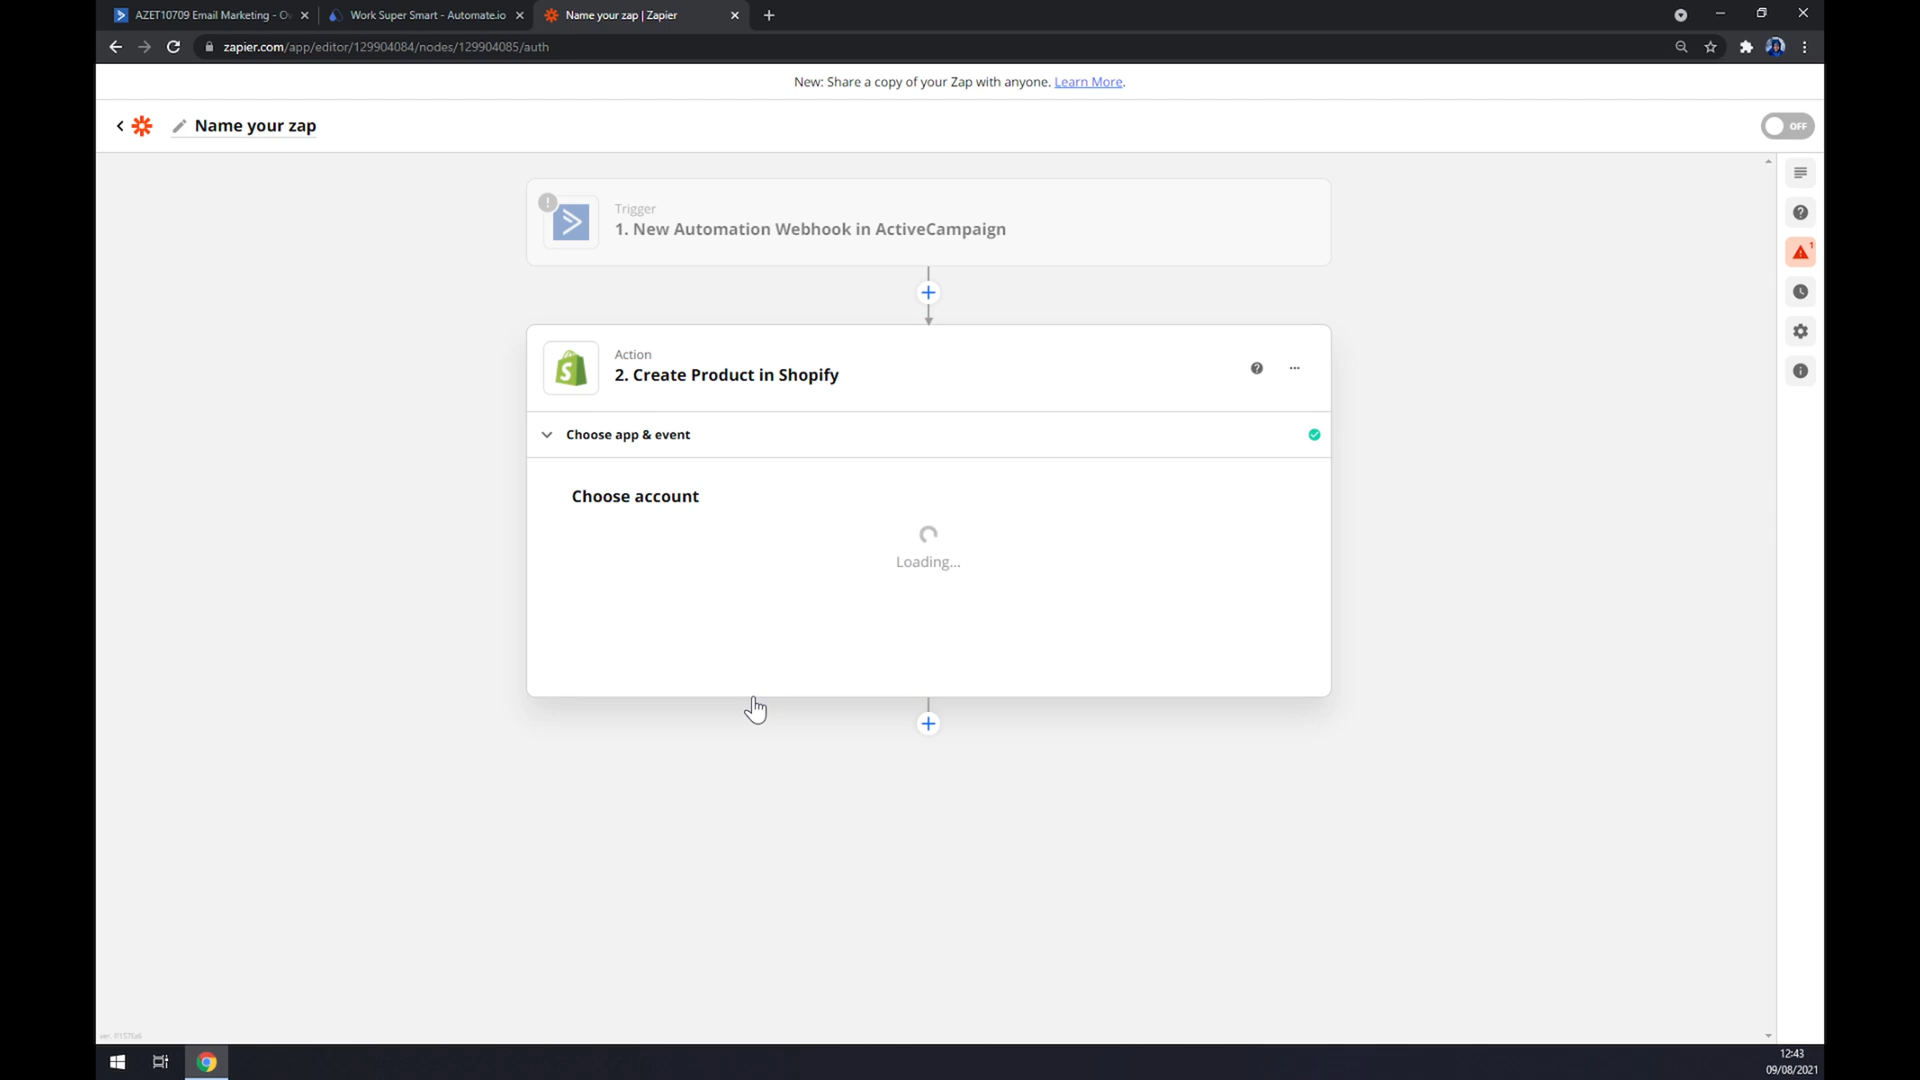 AZET10709 Email Marketing - Ov
Work Super Smart - Automate.io
Name your zap | Zapier
zapier.com/app/editor/129904084/nodes/129904085/auth
New: Share a copy of your Zap with anyone. Learn More.
Name your zap
OFF
Trigger
1. New Automation Webhook in ActiveCampaign
1
Action
2. Create Product in Shopify
Choose app & event
Choose account
Loading...
12:43
09/08/2021